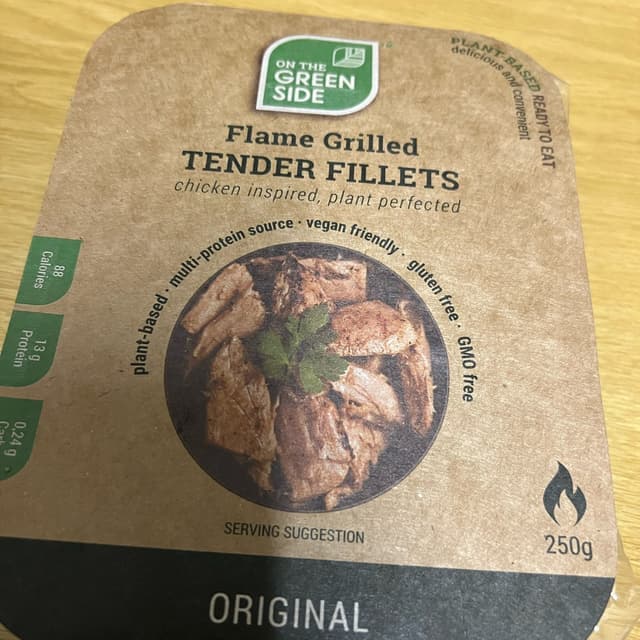 ON THE
GREEN
SIDE
PLANT-BASED READY TO EAT
delicious and convenient
Flame Grilled
TENDER FILLETS
chicken inspired, plant perfected
plant-based · multi-protein source · vegan friendly · gluten free · GMO free
88
Calories
13 g
Protein
0,24 g
SERVING SUGGESTION
250g
ORIGINAL